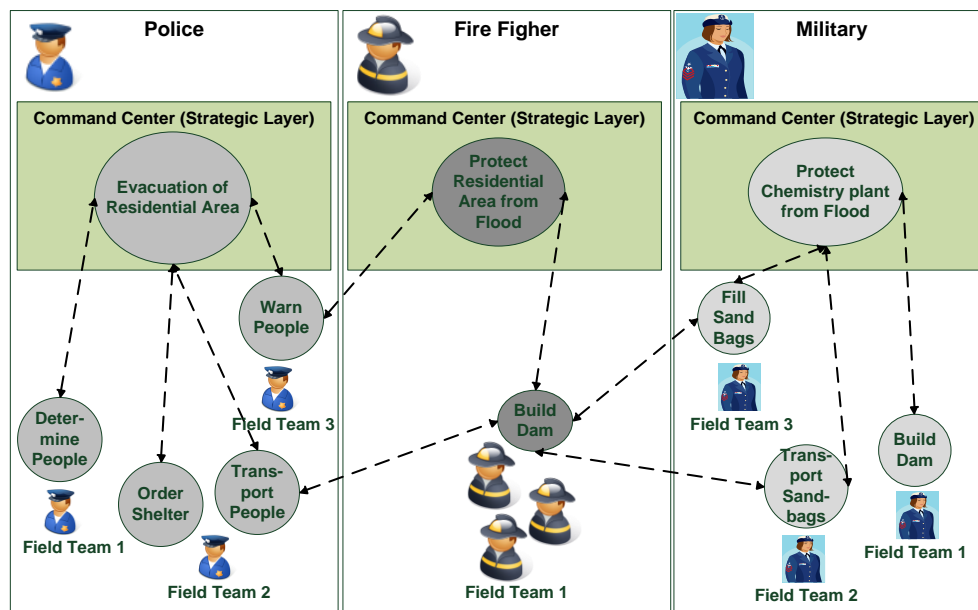 Police
Command Center (Strategic Layer)
Evacuation of
Residential Area
Warn
People
Field Team 3
Deter-
mine
People
Field Team 1
Order
Shelter
Trans-
port
People
Field Team 2
Fire Figher
Command Center (Strategic Layer)
Protect
Residential
Area from
Flood
Build
Dam
Field Team 1
Military
Command Center (Strategic Layer)
Protect
Chemistry plant
from Flood
Fill
Sand
Bags
Field Team 3
Trans-
port
Sand-
bags
Field Team 2
Build
Dam
Field Team 1